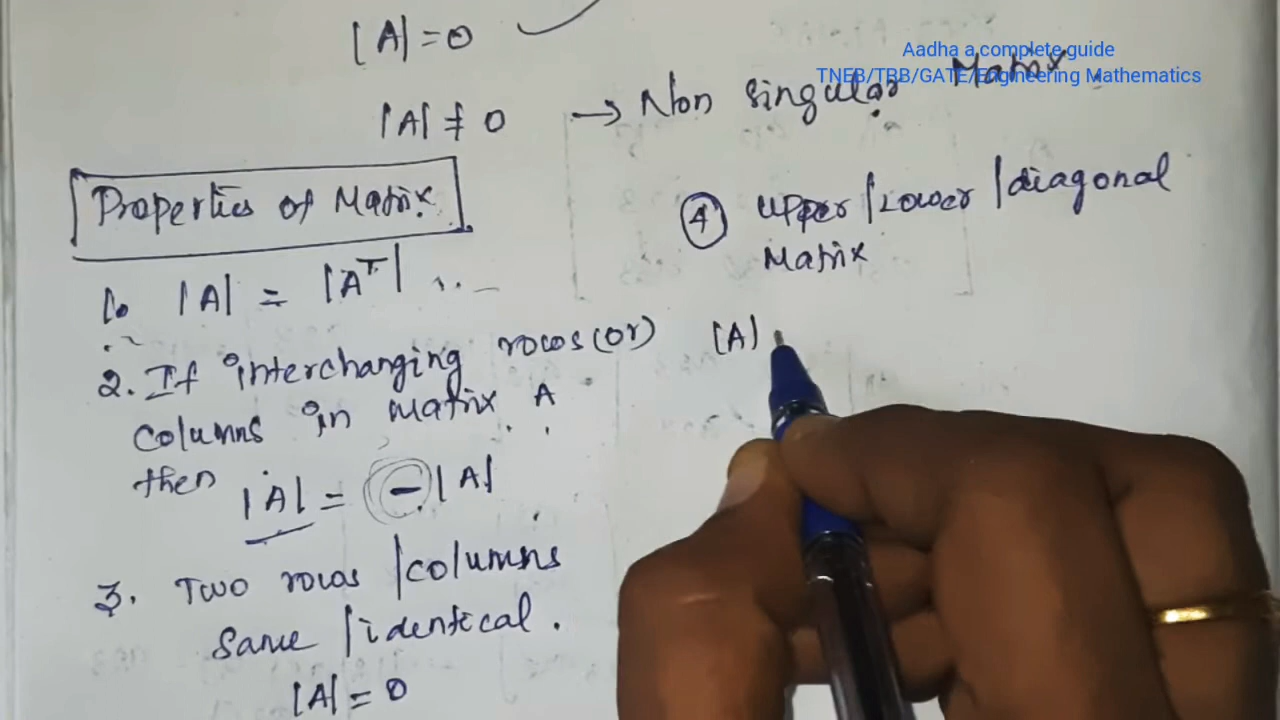 |A| = 0
Aadha a complete guide
TNEB/TRB/GATE/Engineering Mathematics
|A| ≠ 0 → Non singular Matrix
Properties of Matrix
1. |A| = |Aᵀ|
2. If interchanging rows (or)
columns in matrix A
then |A| = -|A|
3. Two rows/columns
same/identical.
|A| = 0
④ Upper/Lower/diagonal
Matrix
|A|